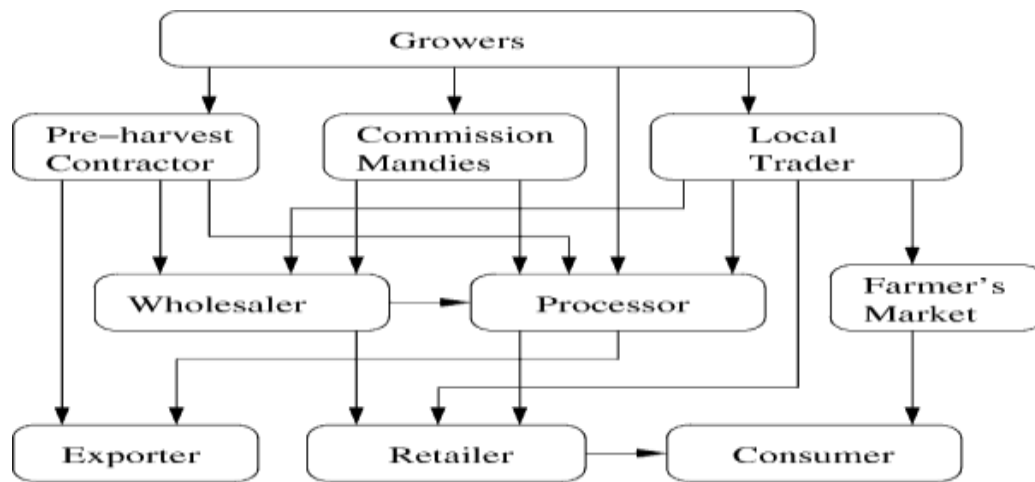 Growers
Pre-harvest
Contractor
Commission
Mandies
Local
Trader
Wholesaler
Processor
Farmer's
Market
Exporter
Retailer
Consumer